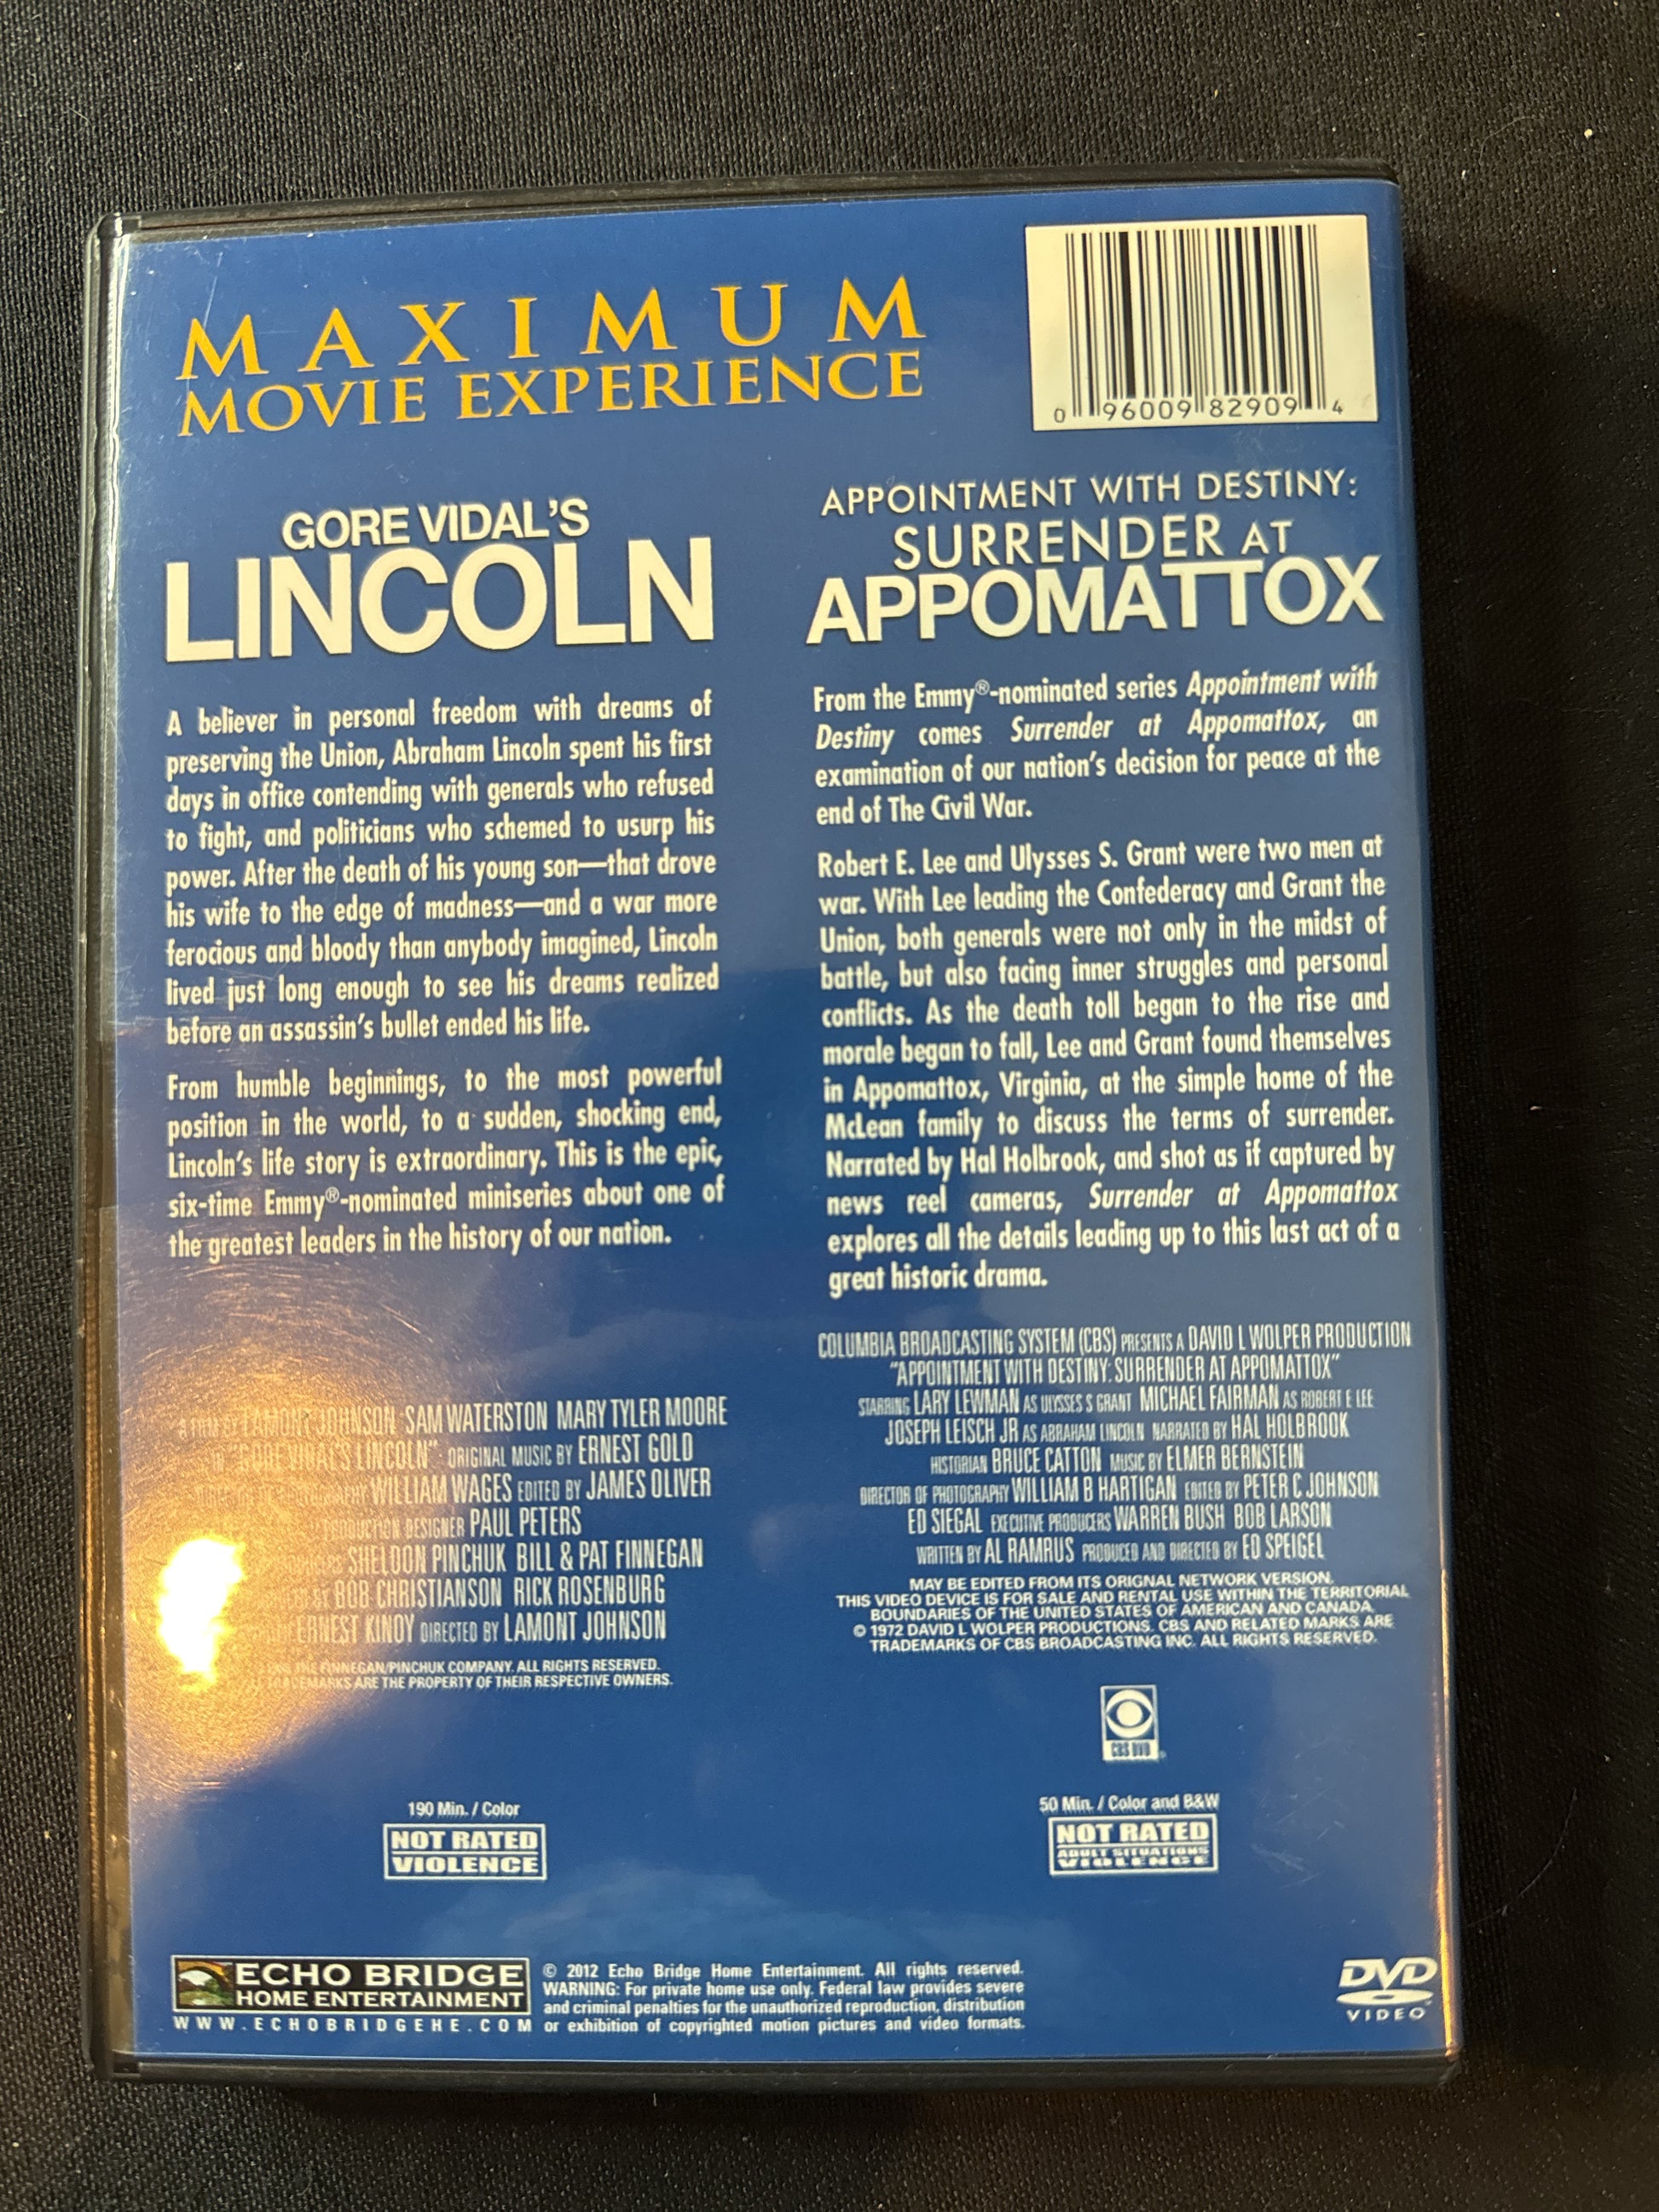 MAXIMUM
MOVIE EXPERIENCE
0 96009 82909 4
GORE VIDAL'S
LINCOLN
A believer in personal freedom with dreams of
preserving the Union, Abraham Lincoln spent his first
days in office contending with generals who refused
to fight, and politicians who schemed to usurp his
power. After the death of his young son—that drove
his wife to the edge of madness—and a war more
ferocious and bloody than anybody imagined, Lincoln
lived just long enough to see his dreams realized
before an assassin's bullet ended his life.
From humble beginnings, to the most powerful
position in the world, to a sudden, shocking end,
Lincoln's life story is extraordinary. This is the epic,
six-time Emmy®-nominated miniseries about one of
the greatest leaders in the history of our nation.
A FILM BY LAMONT JOHNSON SAM WATERSTON MARY TYLER MOORE
IN "GORE VIDAL'S LINCOLN" ORIGINAL MUSIC BY ERNEST GOLD
WILLIAM WAGES EDITED BY JAMES OLIVER
PRODUCTION DESIGNER PAUL PETERS
SHELDON PINCHUK BILL & PAT FINNEGAN
BY BOB CHRISTIANSON RICK ROSENBURG
ERNEST KINOY DIRECTED BY LAMONT JOHNSON
THE FINNEGAN/PINCHUK COMPANY. ALL RIGHTS RESERVED.
TRADEMARKS ARE THE PROPERTY OF THEIR RESPECTIVE OWNERS.
190 Min. / Color
NOT RATED
VIOLENCE
APPOINTMENT WITH DESTINY:
SURRENDER AT
APPOMATTOX
From the Emmy®-nominated series Appointment with
Destiny comes Surrender at Appomattox, an
examination of our nation's decision for peace at the
end of The Civil War.
Robert E. Lee and Ulysses S. Grant were two men at
war. With Lee leading the Confederacy and Grant the
Union, both generals were not only in the midst of
battle, but also facing inner struggles and personal
conflicts. As the death toll began to the rise and
morale began to fall, Lee and Grant found themselves
in Appomattox, Virginia, at the simple home of the
McLean family to discuss the terms of surrender.
Narrated by Hal Holbrook, and shot as if captured by
news reel cameras, Surrender at Appomattox
explores all the details leading up to this last act of a
great historic drama.
COLUMBIA BROADCASTING SYSTEM (CBS) PRESENTS A DAVID L WOLPER PRODUCTION
"APPOINTMENT WITH DESTINY: SURRENDER AT APPOMATTOX"
STARRING LARY LEWMAN AS ULYSSES S GRANT MICHAEL FAIRMAN AS ROBERT E LEE
JOSEPH LEISCH JR AS ABRAHAM LINCOLN NARRATED BY HAL HOLBROOK
HISTORIAN BRUCE CATTON MUSIC BY ELMER BERNSTEIN
DIRECTOR OF PHOTOGRAPHY WILLIAM B HARTIGAN EDITED BY PETER C JOHNSON
ED SIEGAL EXECUTIVE PRODUCERS WARREN BUSH BOB LARSON
WRITTEN BY AL RAMRUS PRODUCED AND DIRECTED BY ED SPEIGEL
MAY BE EDITED FROM ITS ORIGNAL NETWORK VERSION.
THIS VIDEO DEVICE IS FOR SALE AND RENTAL USE WITHIN THE TERRITORIAL
BOUNDARIES OF THE UNITED STATES OF AMERICAN AND CANADA.
© 1972 DAVID L WOLPER PRODUCTIONS. CBS AND RELATED MARKS ARE
TRADEMARKS OF CBS BROADCASTING INC. ALL RIGHTS RESERVED.
CBS DVD
50 Min. / Color and B&W
NOT RATED
ADULT SITUATIONS
VIOLENCE
ECHO BRIDGE
HOME ENTERTAINMENT
WWW.ECHOBRIDGEHE.COM
© 2012 Echo Bridge Home Entertainment. All rights reserved.
WARNING: For private home use only. Federal law provides severe
and criminal penalties for the unauthorized reproduction, distribution
or exhibition of copyrighted motion pictures and video formats.
DVD
VIDEO